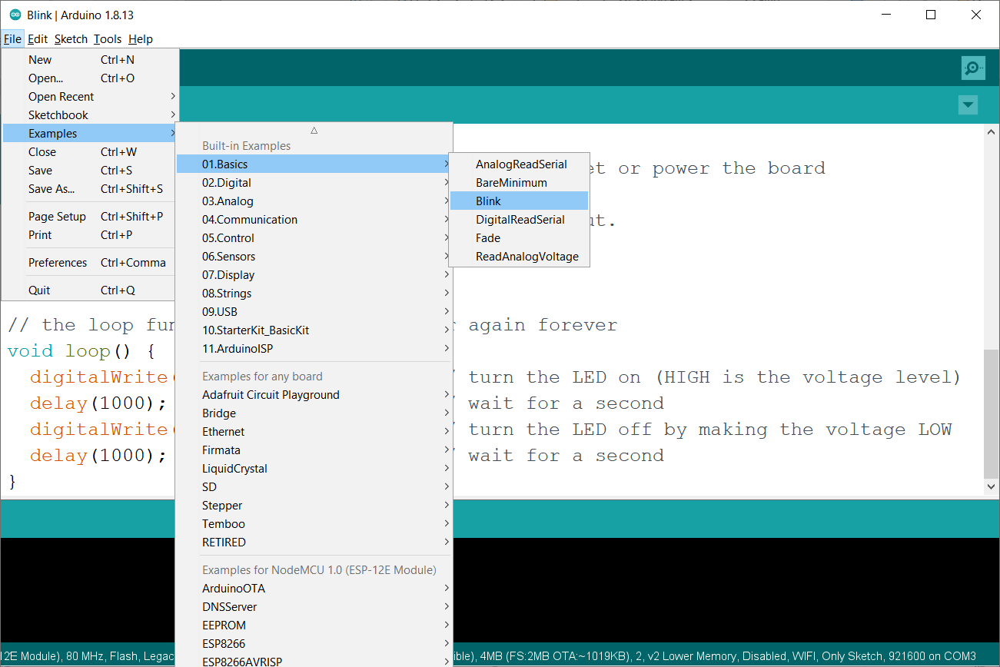 Blink | Arduino 1.8.13
File Edit Sketch Tools Help
New Ctrl+N
Open... Ctrl+O
Open Recent
Sketchbook
Examples
Close Ctrl+W
Save Ctrl+S
Save As... Ctrl+Shift+S
Page Setup Ctrl+Shift+P
Print Ctrl+P
Preferences Ctrl+Comma
Quit Ctrl+Q
Built-in Examples
01.Basics
02.Digital
03.Analog
04.Communication
05.Control
06.Sensors
07.Display
08.Strings
09.USB
10.StarterKit_BasicKit
11.ArduinoISP
Examples for any board
Adafruit Circuit Playground
Bridge
Ethernet
Firmata
LiquidCrystal
SD
Stepper
Temboo
RETIRED
Examples for NodeMCU 1.0 (ESP-12E Module)
ArduinoOTA
DNSServer
EEPROM
ESP8266
ESP8266AVRISP
AnalogReadSerial
BareMinimum
Blink
DigitalReadSerial
Fade
ReadAnalogVoltage
or power the board
// the loop again forever
void loop() {
digitalWrite turn the LED on (HIGH is the voltage level)
delay(1000); wait for a second
digitalWrite turn the LED off by making the voltage LOW
delay(1000); wait for a second
}
12E Module), 80 MHz, Flash, Legac ible), 4MB (FS:2MB OTA:~1019KB), 2, v2 Lower Memory, Disabled, WIFI, Only Sketch, 921600 on COM3